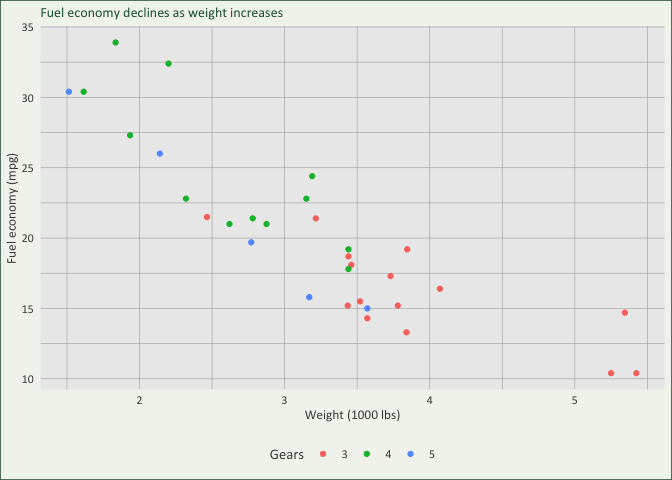 Fuel economy declines as weight increases
35
30
25
20
15
10
Fuel economy (mpg)
2 3 4 5
Weight (1000 lbs)
Gears 3 4 5